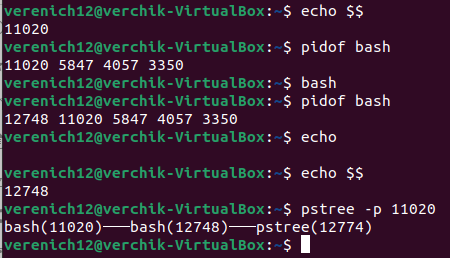 verenich12@verchik-VirtualBox:~$ echo $$
11020
verenich12@verchik-VirtualBox:~$ pidof bash
11020 5847 4057 3350
verenich12@verchik-VirtualBox:~$ bash
verenich12@verchik-VirtualBox:~$ pidof bash
12748 11020 5847 4057 3350
verenich12@verchik-VirtualBox:~$ echo

verenich12@verchik-VirtualBox:~$ echo $$
12748
verenich12@verchik-VirtualBox:~$ pstree -p 11020
bash(11020)───bash(12748)───pstree(12774)
verenich12@verchik-VirtualBox:~$